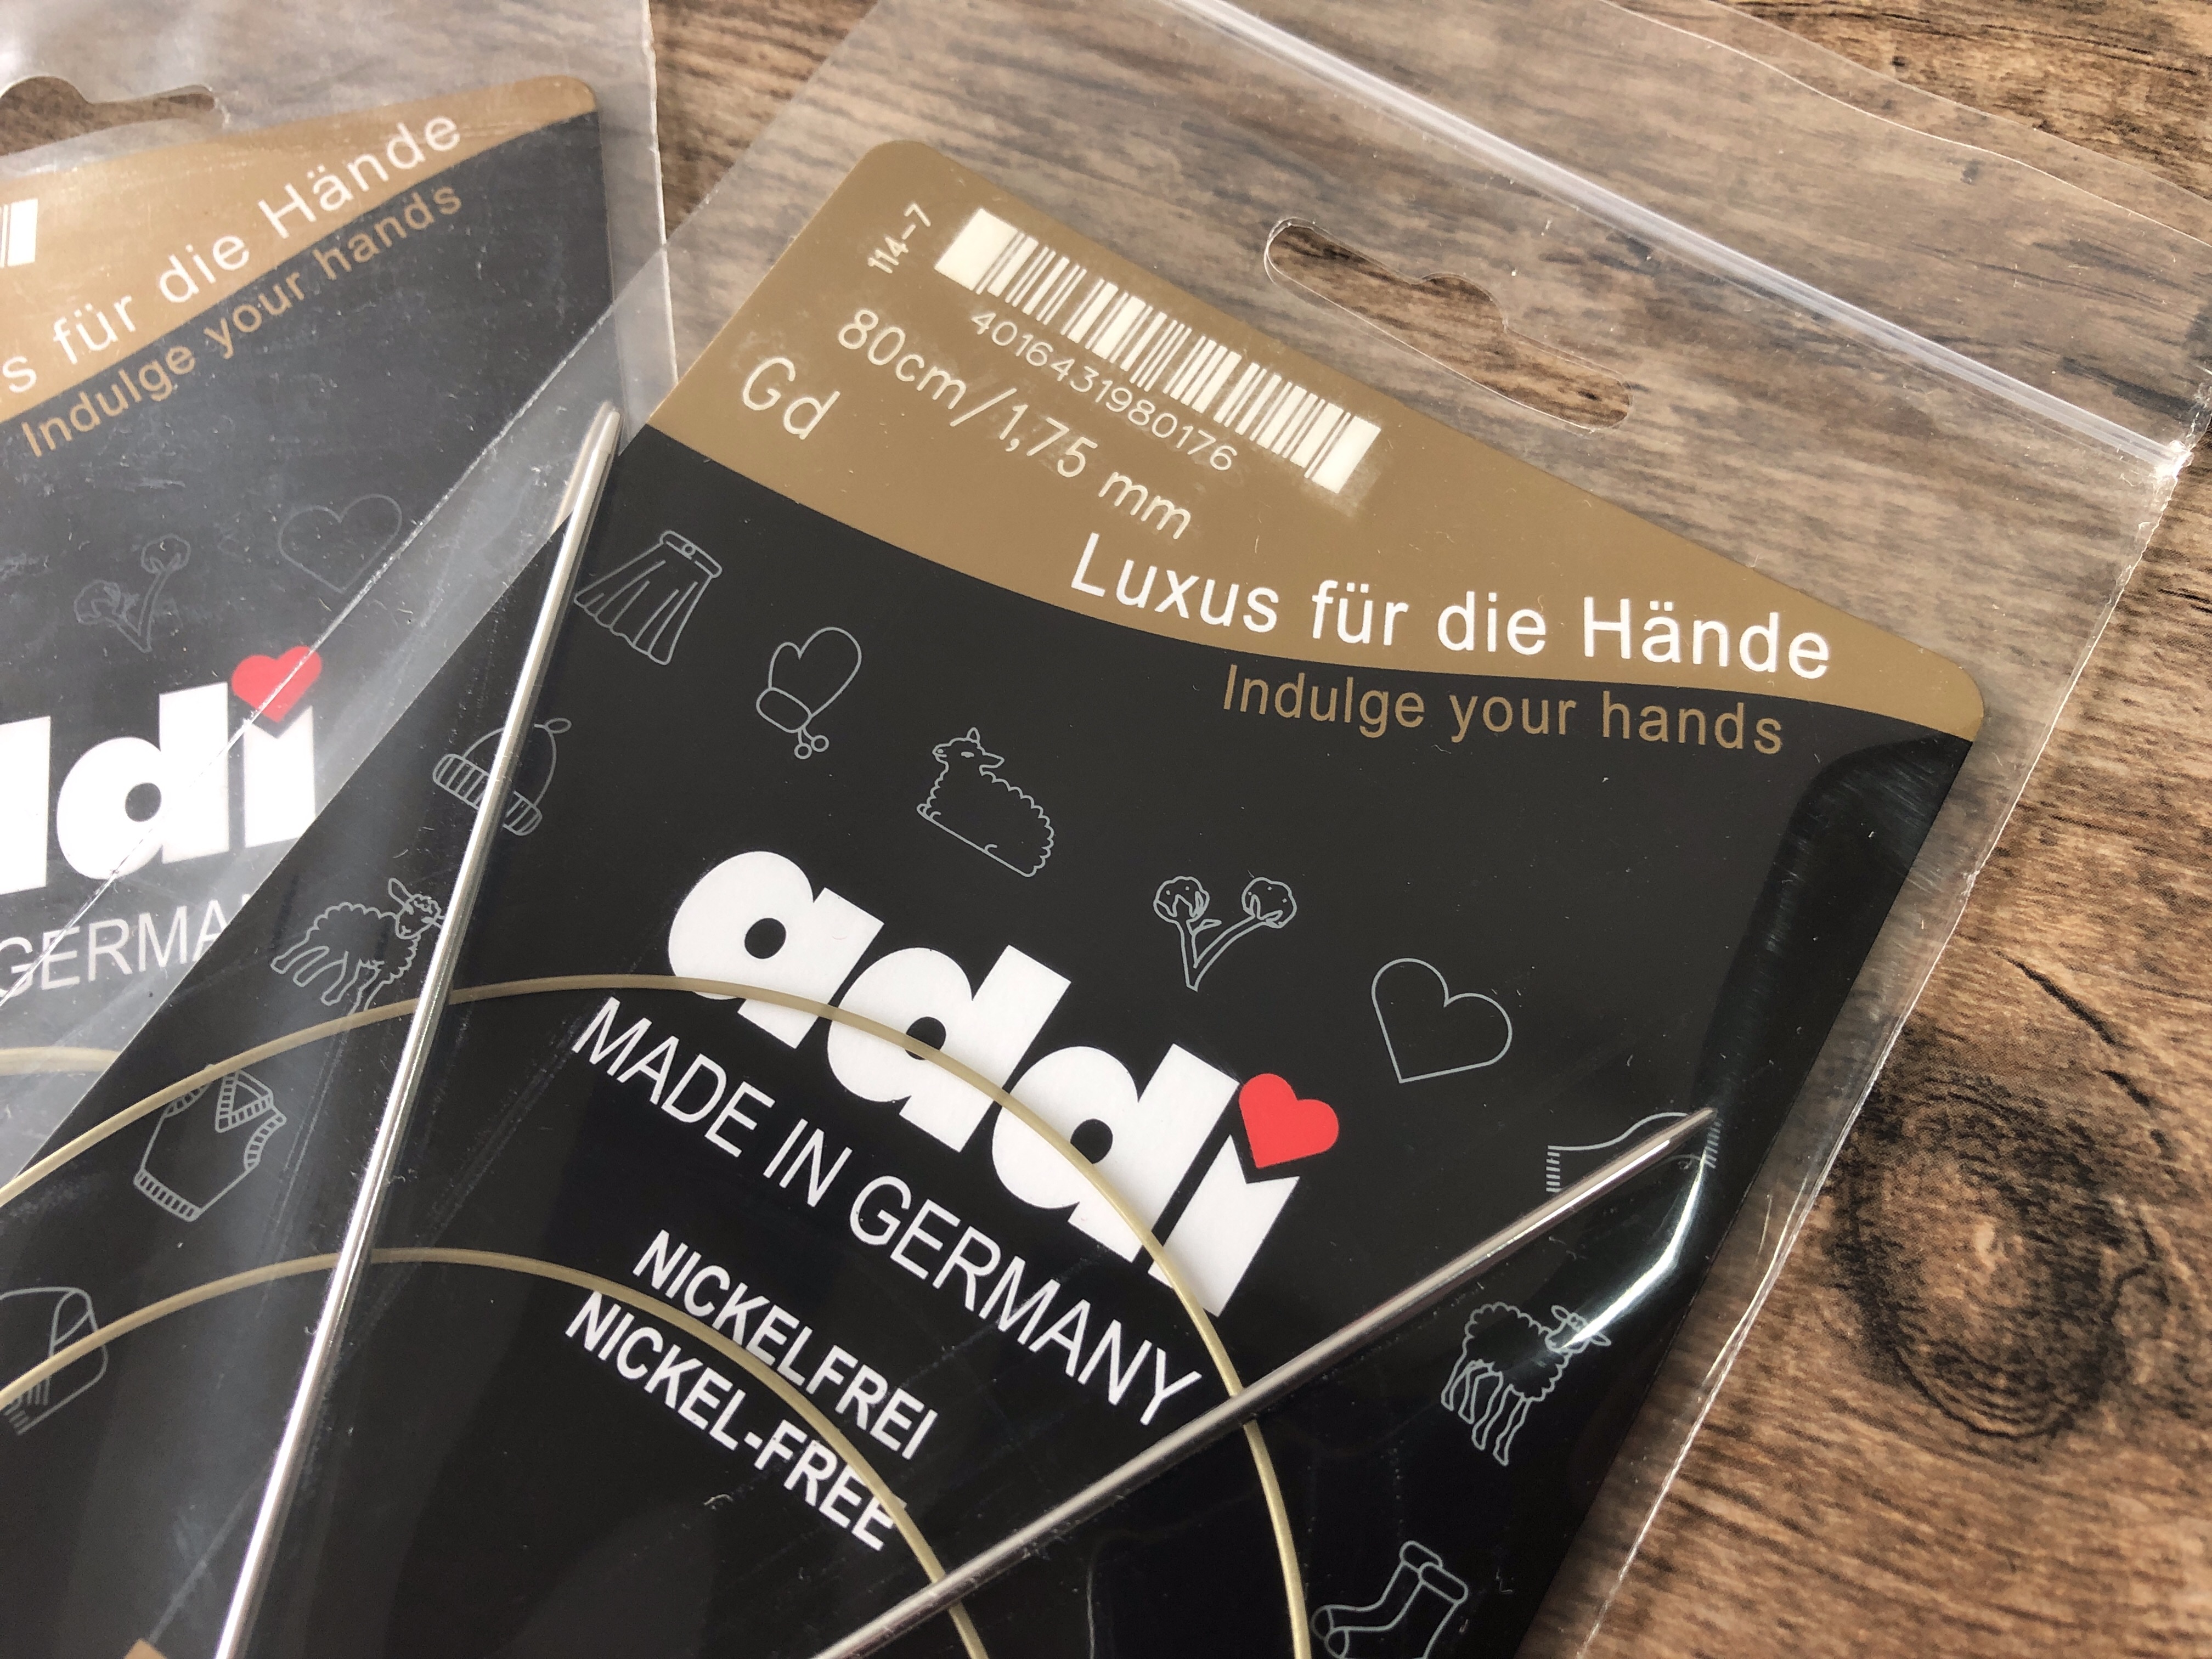 s für die Hände
Indulge your hands
ddi
GERMA
114-7
4016431980176
80cm/1,75 mm
Gd
Luxus für die Hände
Indulge your hands
addi
MADE IN GERMANY
NICKELFREI
NICKEL-FREE